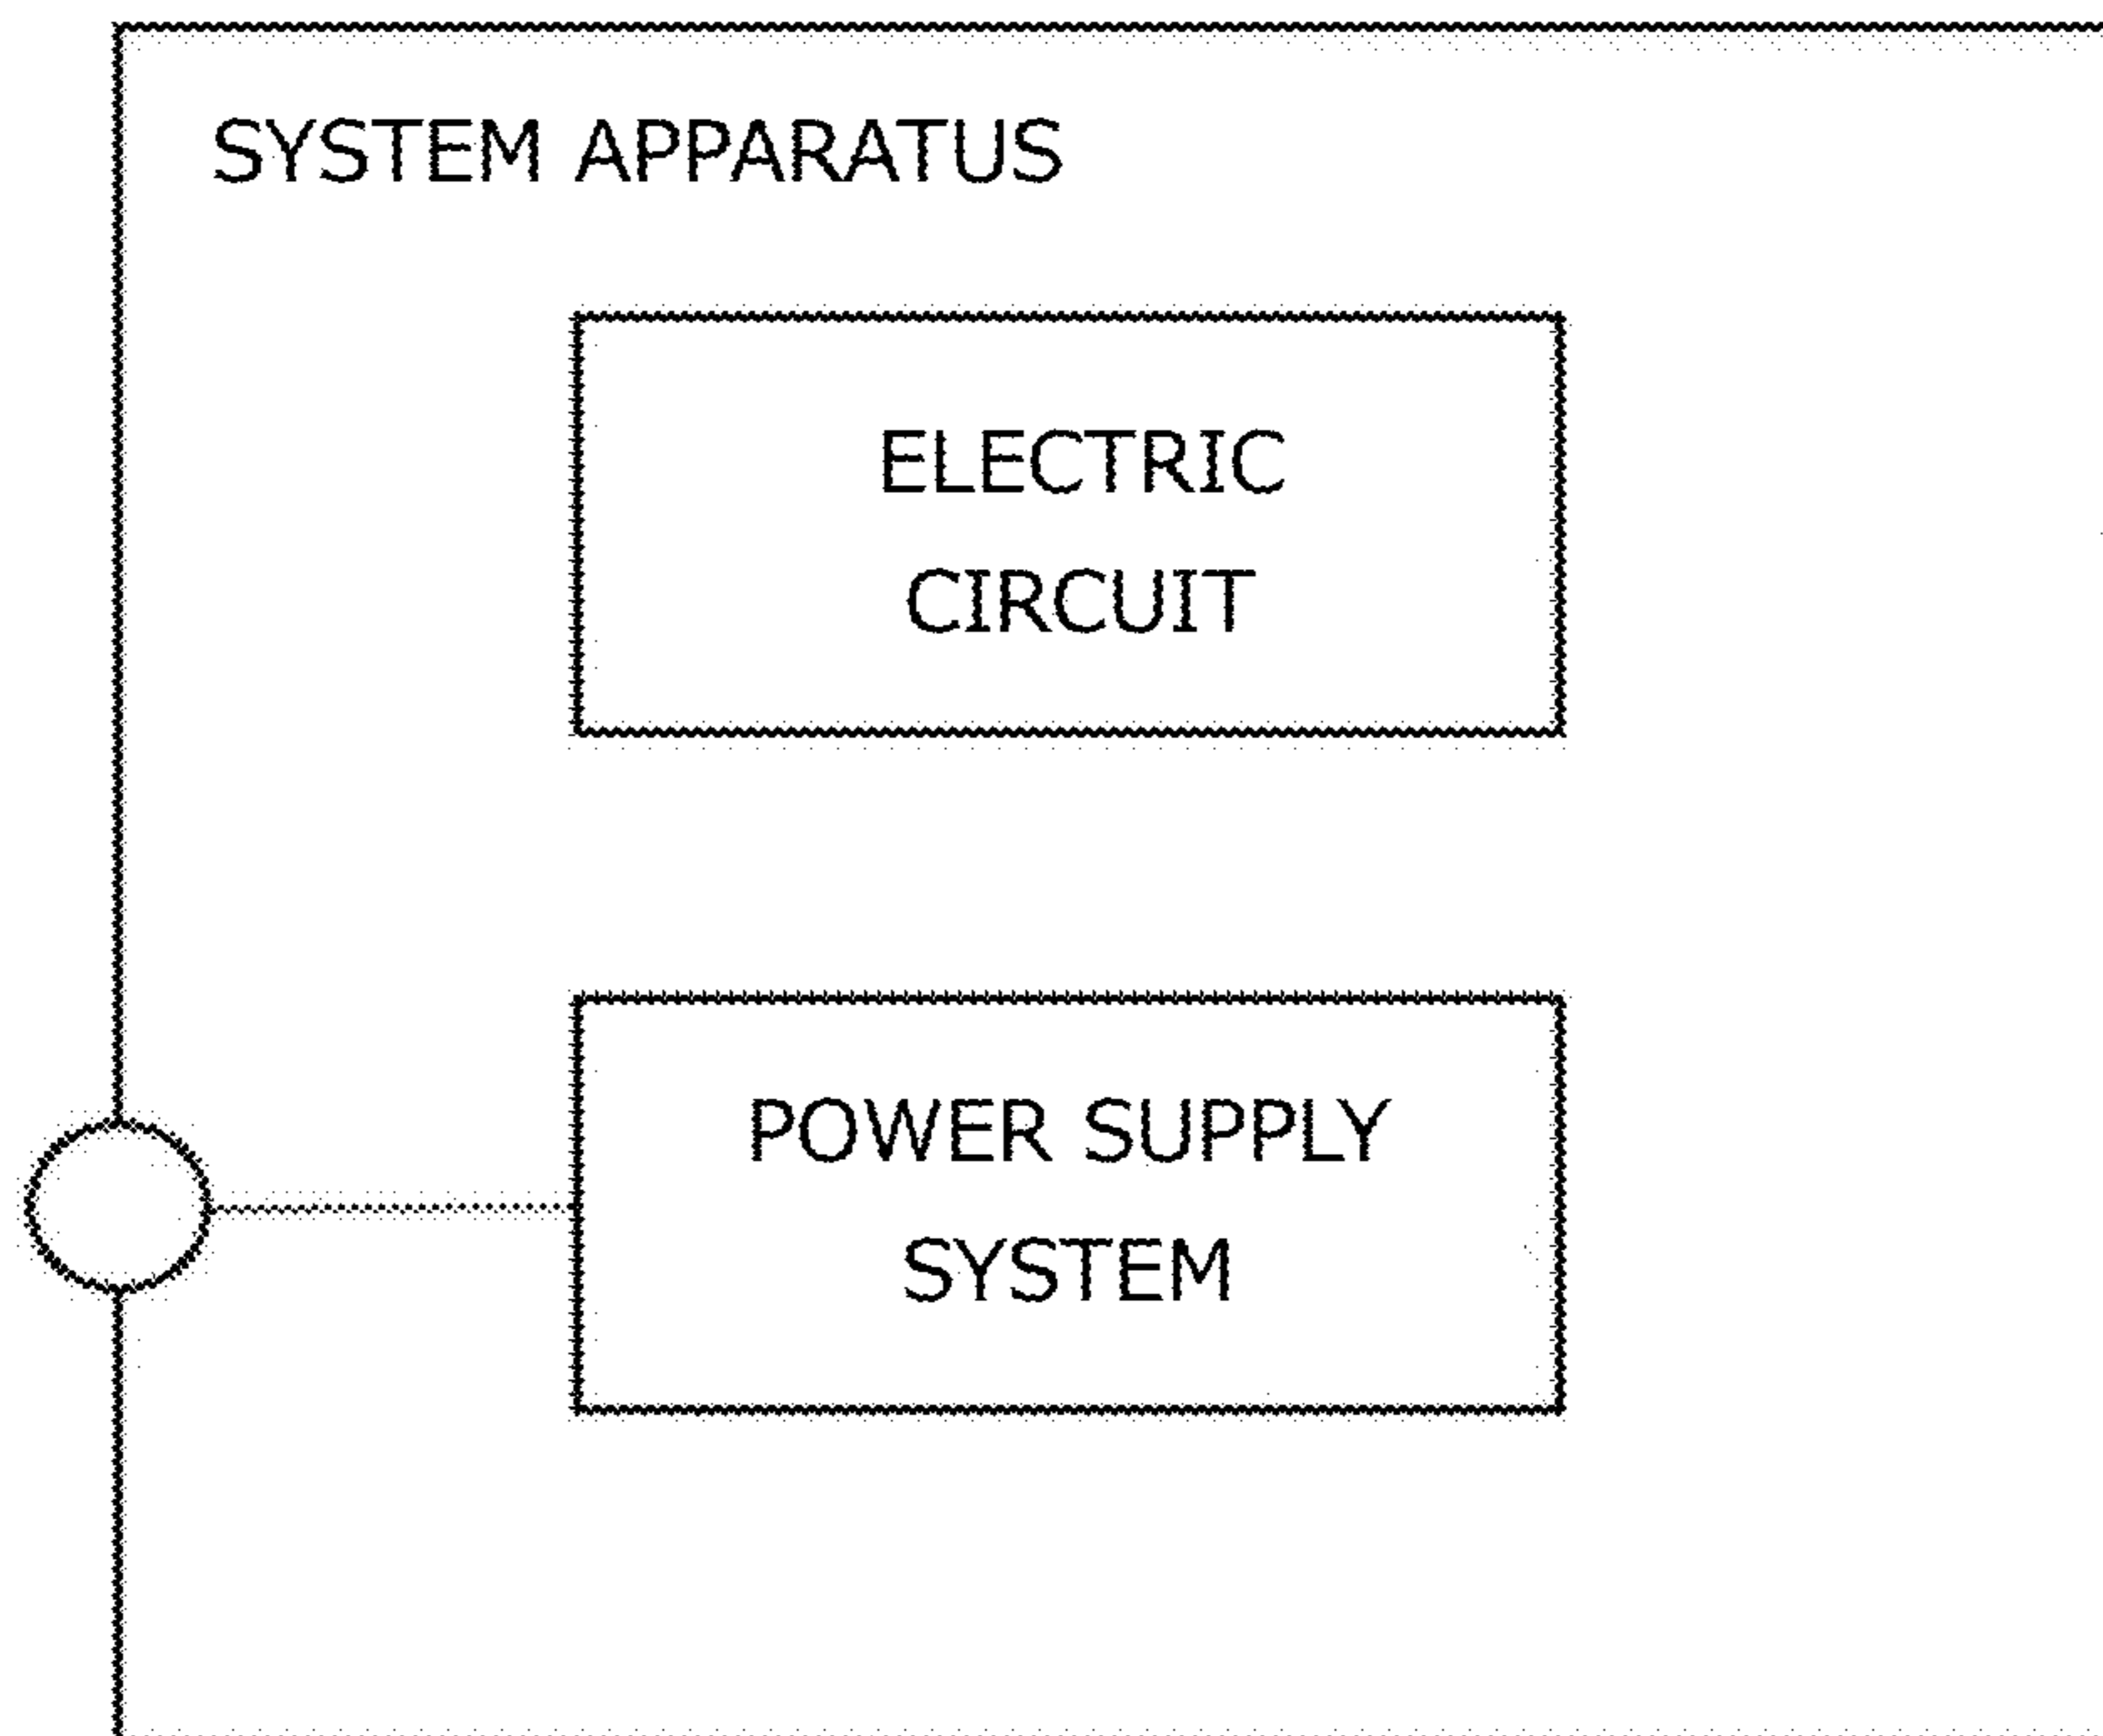 SYSTEM APPARATUS
ELECTRIC
CIRCUIT
POWER SUPPLY
SYSTEM